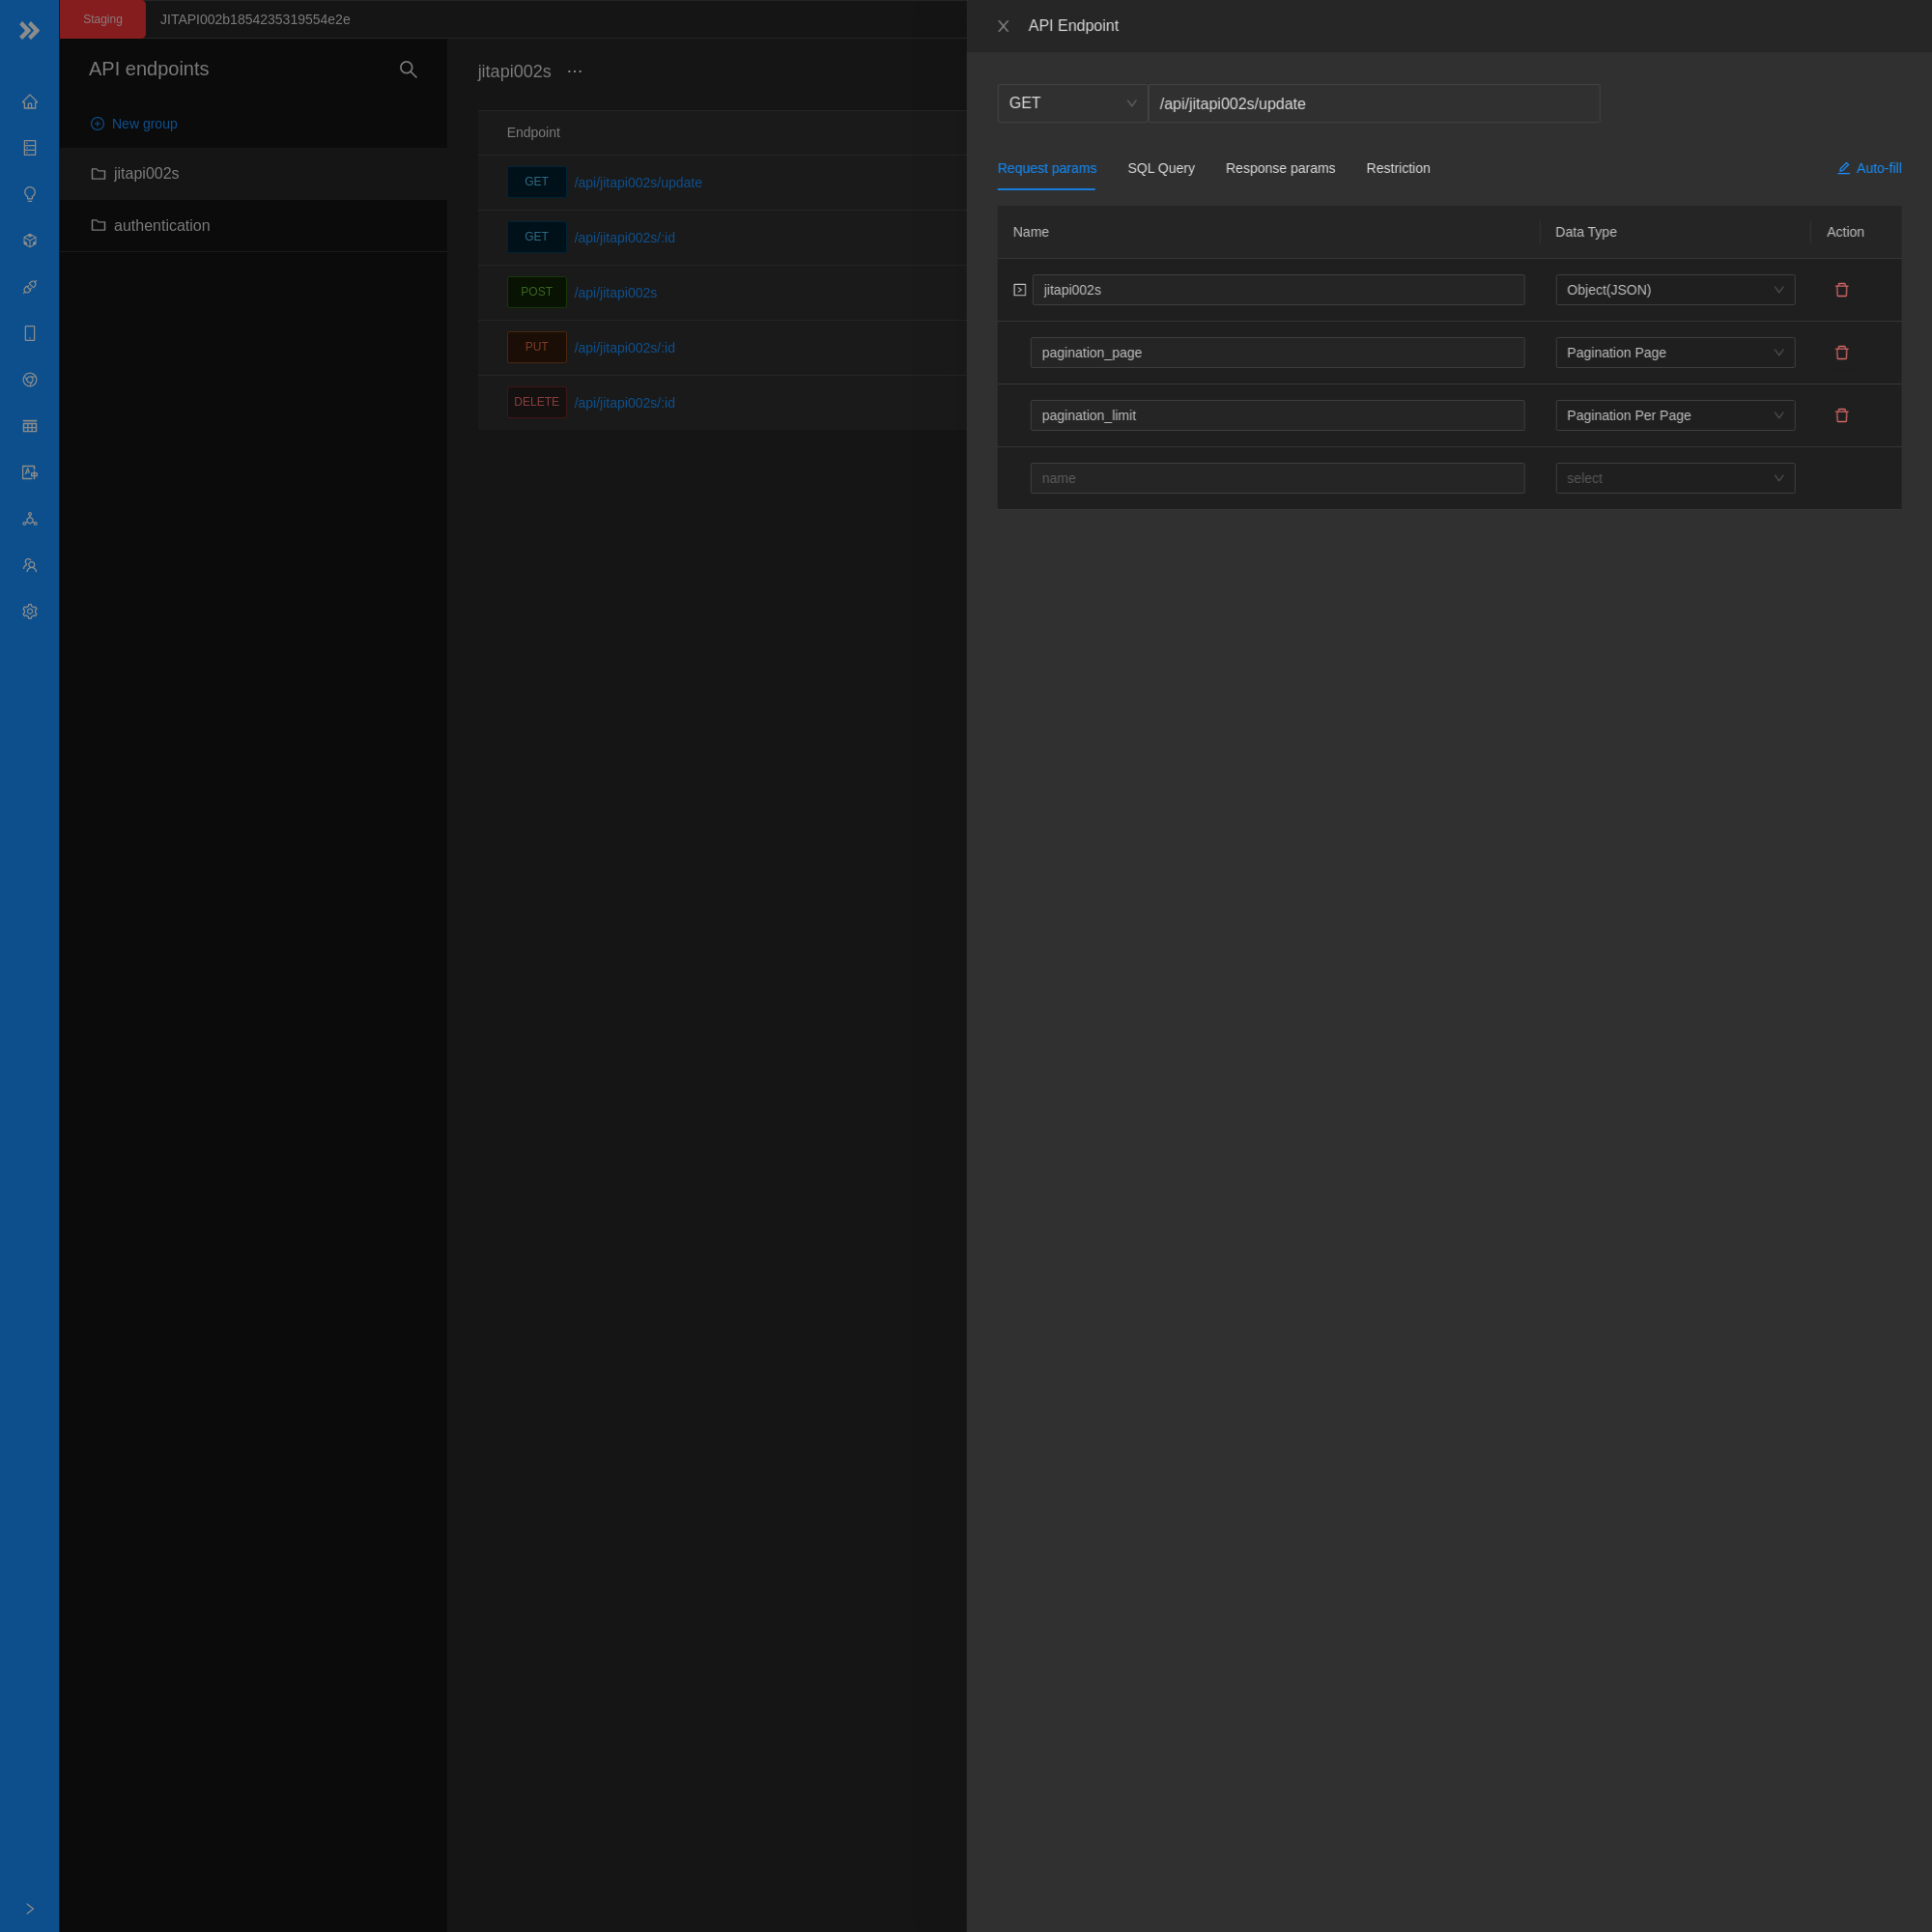 Staging
JITAPI002b1854235319554e2e
API endpoints
New group
jitapi002s
authentication
jitapi002s ···
Endpoint
GET /api/jitapi002s/update
GET /api/jitapi002s/:id
POST /api/jitapi002s
PUT /api/jitapi002s/:id
DELETE /api/jitapi002s/:id
API Endpoint
GET /api/jitapi002s/update
Request params SQL Query Response params Restriction Auto-fill
Name Data Type Action
jitapi002s Object(JSON)
pagination_page Pagination Page
pagination_limit Pagination Per Page
name select